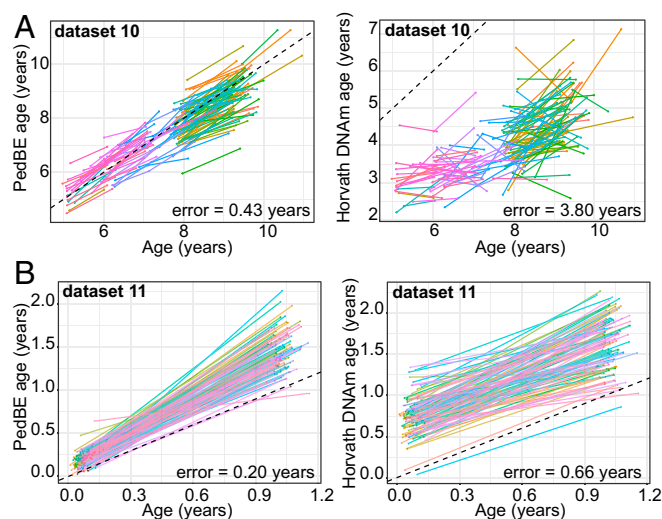 A
dataset 10
PedBE age (years)
10
8
6
6
8
10
error = 0.43 years
Age (years)
dataset 10
Horvath DNAm age (years)
7
6
5
4
3
2
6
8
10
error = 3.80 years
Age (years)
B
dataset 11
PedBE age (years)
2.0
1.5
1.0
0.5
0.0
0.0
0.3
0.6
0.9
1.2
error = 0.20 years
Age (years)
dataset 11
Horvath DNAm age (years)
2.0
1.5
1.0
0.5
0.0
0.0
0.3
0.6
0.9
1.2
error = 0.66 years
Age (years)